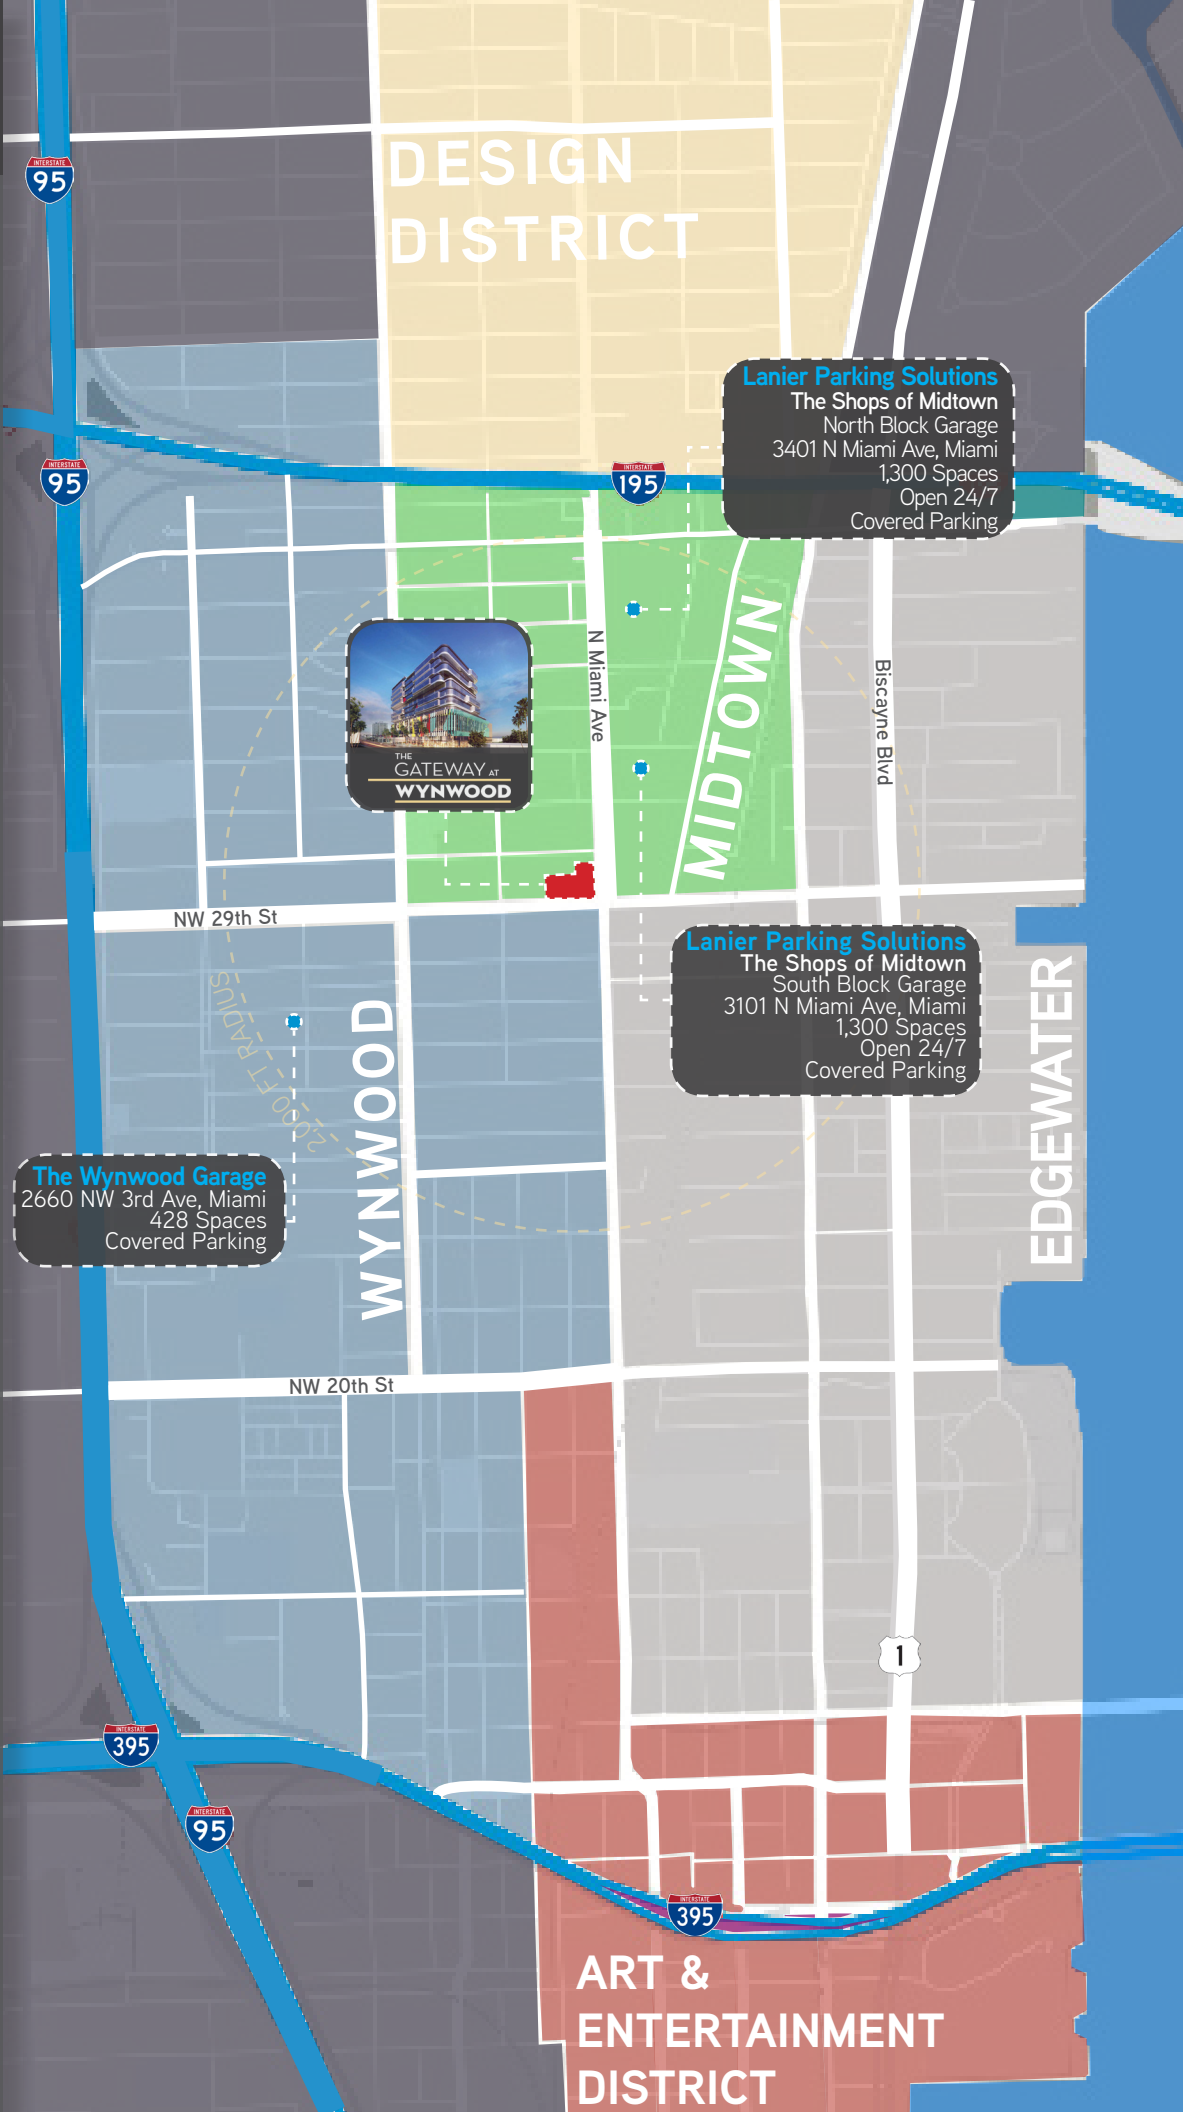 INTERSTATE
95
DESIGN
DISTRICT
Lanier Parking Solutions
The Shops of Midtown
North Block Garage
3401 N Miami Ave, Miami
1,300 Spaces
Open 24/7
Covered Parking
INTERSTATE
95
INTERSTATE
195
MIDTOWN
N Miami Ave
Biscayne Blvd
THE
GATEWAY AT
WYNWOOD
NW 29th St
Lanier Parking Solutions
The Shops of Midtown
South Block Garage
3101 N Miami Ave, Miami
1,300 Spaces
Open 24/7
Covered Parking
2,000 FT RADIUS
WYNWOOD
EDGEWATER
The Wynwood Garage
2660 NW 3rd Ave, Miami
428 Spaces
Covered Parking
NW 20th St
1
INTERSTATE
395
INTERSTATE
95
INTERSTATE
395
ART &
ENTERTAINMENT
DISTRICT